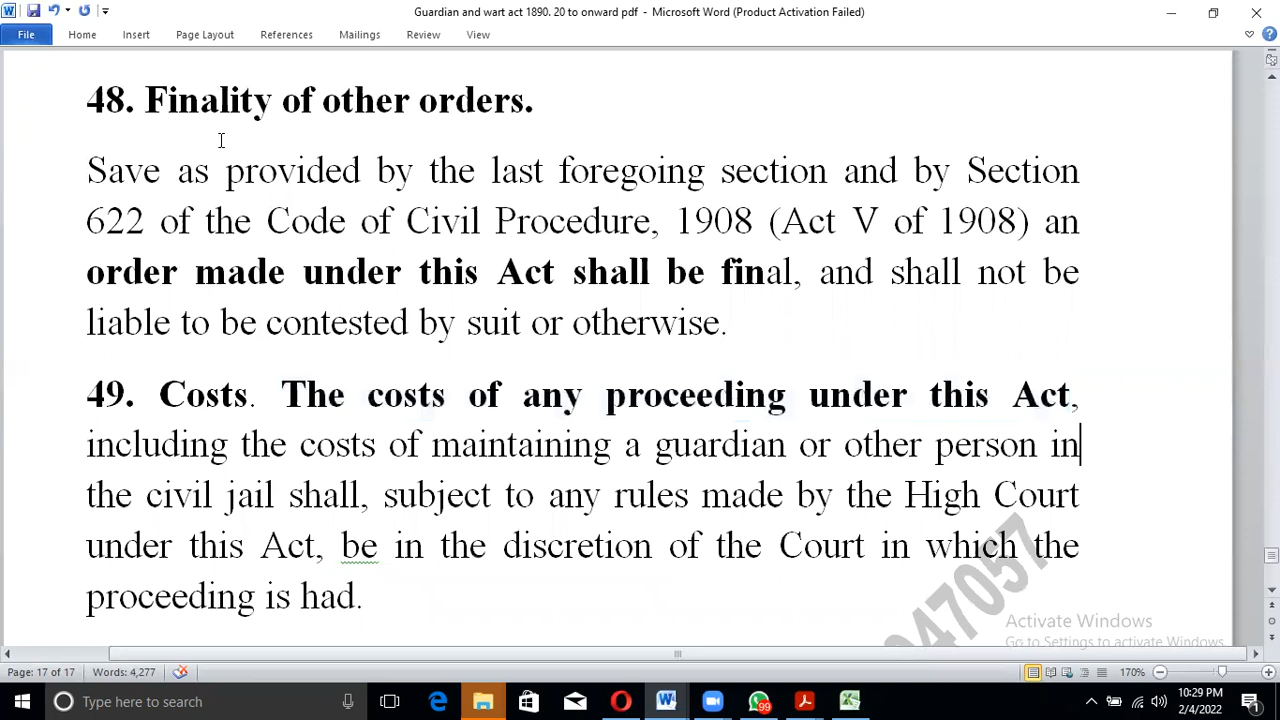 Guardian and wart act 1890. 20 to onward pdf - Microsoft Word (Product Activation Failed)
File Home Insert Page Layout References Mailings Review View
48. Finality of other orders.
Save as provided by the last foregoing section and by Section
622 of the Code of Civil Procedure, 1908 (Act V of 1908) an
order made under this Act shall be final, and shall not be
liable to be contested by suit or otherwise.
49. Costs. The costs of any proceeding under this Act,
including the costs of maintaining a guardian or other person in
the civil jail shall, subject to any rules made by the High Court
under this Act, be in the discretion of the Court in which the
proceeding is had.
947057
Activate Windows
Go to Settings to activate Windows.
Page: 17 of 17 Words: 4,277 170%
Type here to search 99 10:29 PM
2/4/2022 1